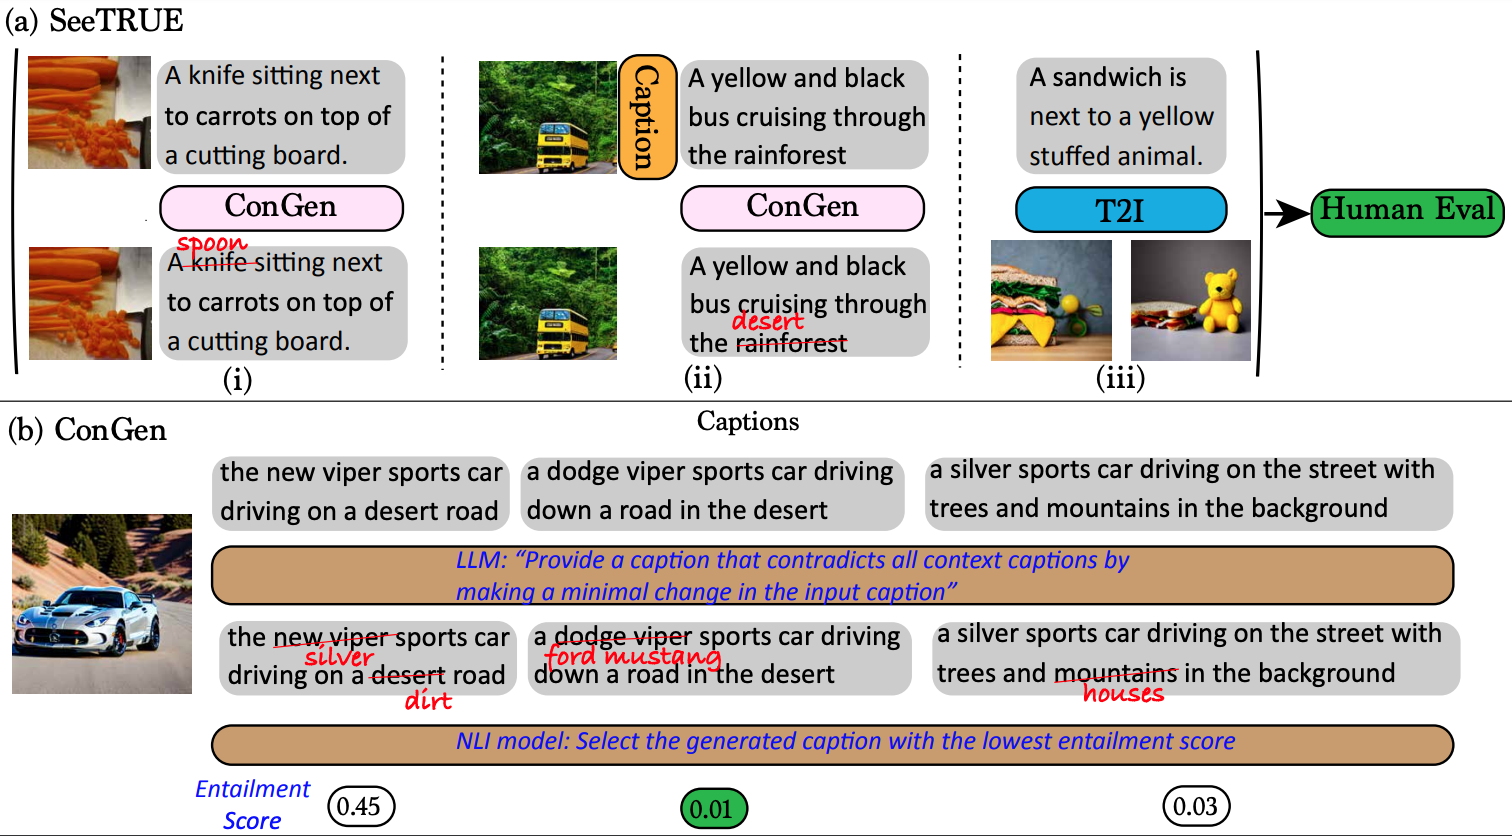 (a) SeeTRUE
A knife sitting next
to carrots on top of
a cutting board.
ConGen
spoon
A knife sitting next
to carrots on top of
a cutting board.
(i)
Caption
A yellow and black
bus cruising through
the rainforest
ConGen
A yellow and black
bus cruising through
desert
the rainforest
(ii)
A sandwich is
next to a yellow
stuffed animal.
T2I
(iii)
Human Eval
(b) ConGen
Captions
the new viper sports car
driving on a desert road
a dodge viper sports car driving
down a road in the desert
a silver sports car driving on the street with
trees and mountains in the background
LLM: “Provide a caption that contradicts all context captions by
making a minimal change in the input caption”
the new viper sports car
silver
driving on a desert road
dirt
a dodge viper sports car driving
ford mustang
down a road in the desert
a silver sports car driving on the street with
trees and mountains in the background
houses
NLI model: Select the generated caption with the lowest entailment score
Entailment
Score
0.45
0.01
0.03